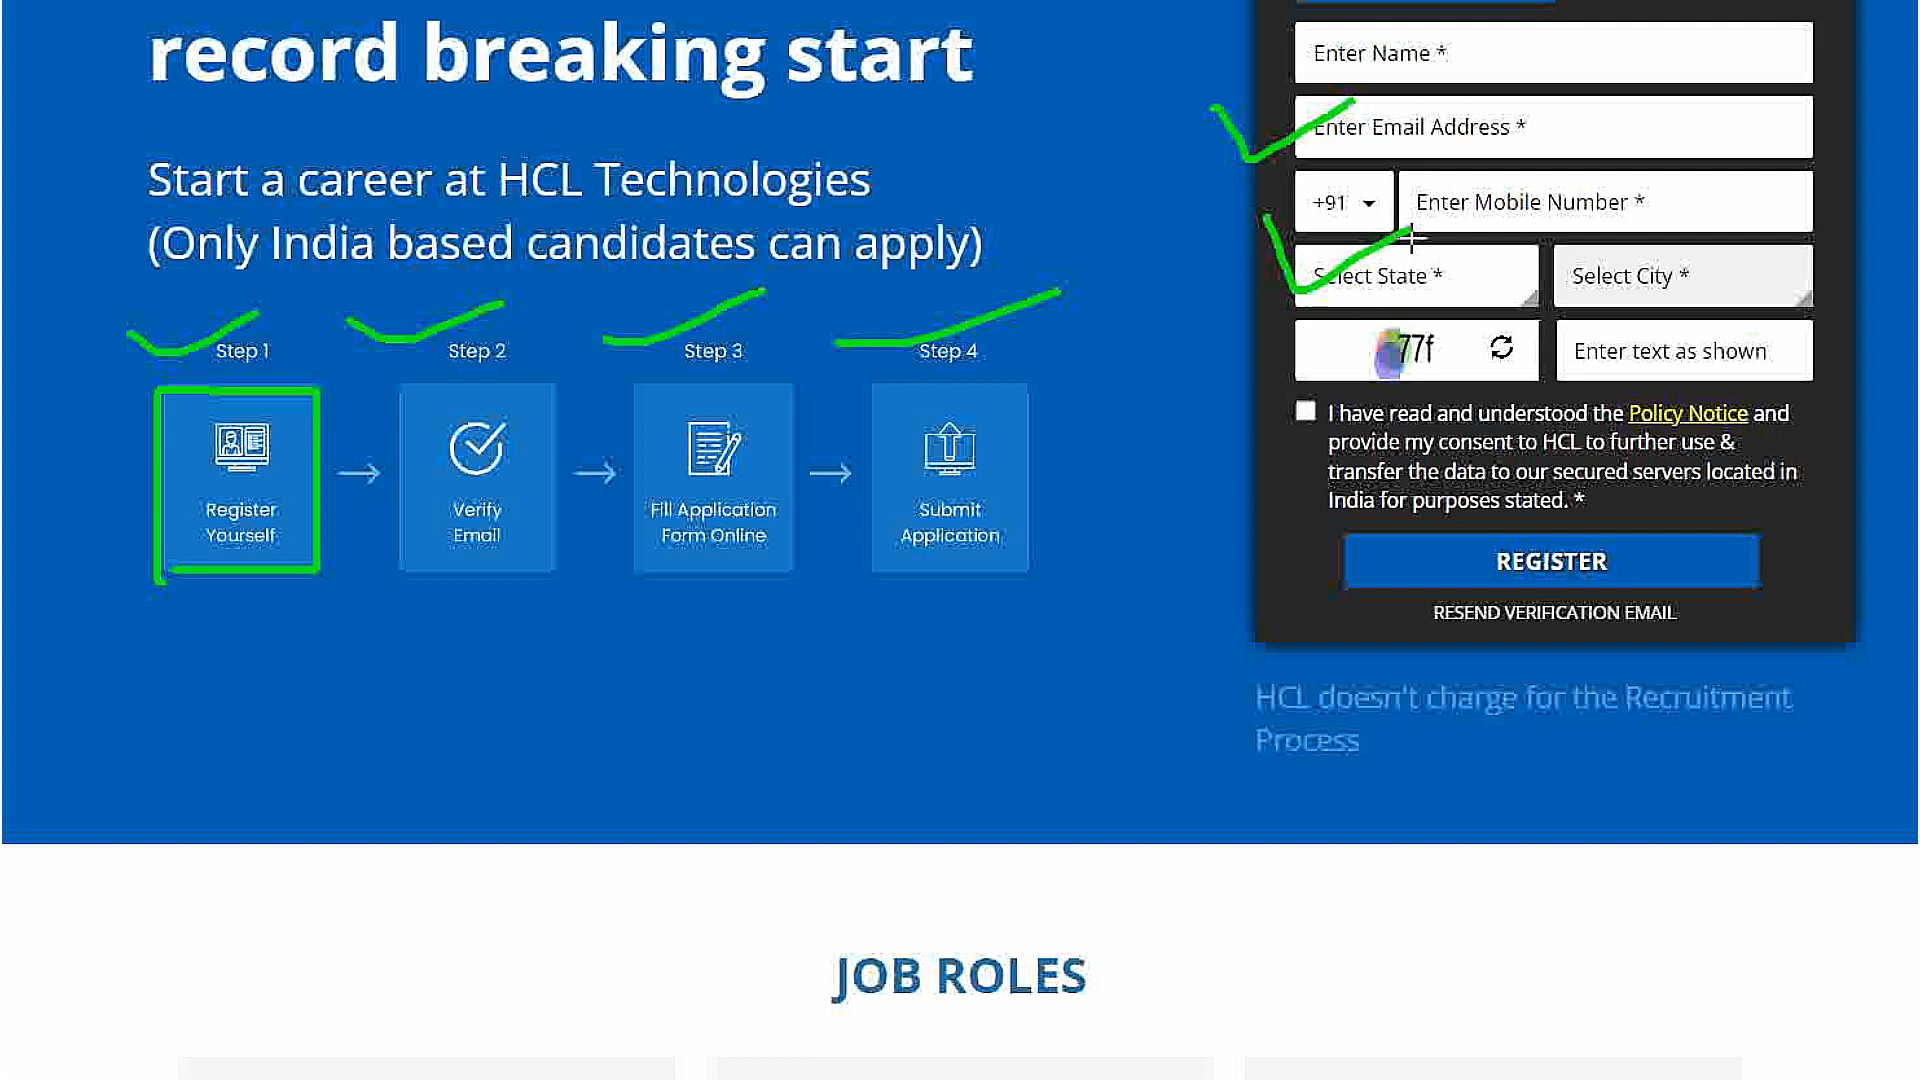 record breaking start
Start a career at HCL Technologies
(Only India based candidates can apply)
Step 1
Step 2
Step 3
Step 4
Register
Yourself
Verify
Email
Fill Application
Form Online
Submit
Application
Enter Name *
Enter Email Address *
+91
Enter Mobile Number *
Select State *
Select City *
77f
Enter text as shown
I have read and understood the Policy Notice and
provide my consent to HCL to further use &
transfer the data to our secured servers located in
India for purposes stated. *
REGISTER
RESEND VERIFICATION EMAIL
HCL doesn't charge for the Recruitment
Process
JOB ROLES